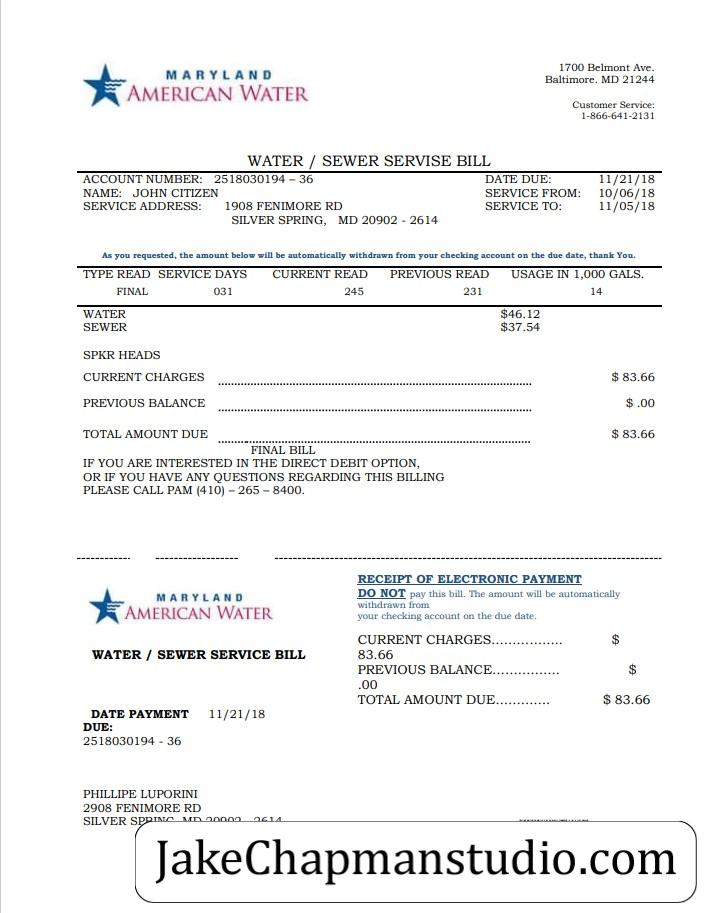 MARYLAND
AMERICAN WATER
1700 Belmont Ave.
Baltimore. MD 21244
Customer Service:
1-866-641-2131
WATER / SEWER SERVISE BILL
ACCOUNT NUMBER: 2518030194 – 36 DATE DUE: 11/21/18
NAME: JOHN CITIZEN SERVICE FROM: 10/06/18
SERVICE ADDRESS: 1908 FENIMORE RD SERVICE TO: 11/05/18
SILVER SPRING, MD 20902 - 2614
As you requested, the amount below will be automatically withdrawn from your checking account on the due date, thank You.
TYPE READ SERVICE DAYS CURRENT READ PREVIOUS READ USAGE IN 1,000 GALS.
FINAL 031 245 231 14
WATER $46.12
SEWER $37.54
SPKR HEADS
CURRENT CHARGES $ 83.66
PREVIOUS BALANCE $ .00
TOTAL AMOUNT DUE $ 83.66
FINAL BILL
IF YOU ARE INTERESTED IN THE DIRECT DEBIT OPTION,
OR IF YOU HAVE ANY QUESTIONS REGARDING THIS BILLING
PLEASE CALL PAM (410) – 265 – 8400.
MARYLAND
AMERICAN WATER
WATER / SEWER SERVICE BILL
DATE PAYMENT 11/21/18
DUE:
2518030194 - 36
RECEIPT OF ELECTRONIC PAYMENT
DO NOT pay this bill. The amount will be automatically
withdrawn from
your checking account on the due date.
CURRENT CHARGES................. $
83.66
PREVIOUS BALANCE................ $
.00
TOTAL AMOUNT DUE............. $ 83.66
PHILLIPE LUPORINI
2908 FENIMORE RD
SILVER SPRING, MD 20902 - 2614
JakeChapmanstudio.com